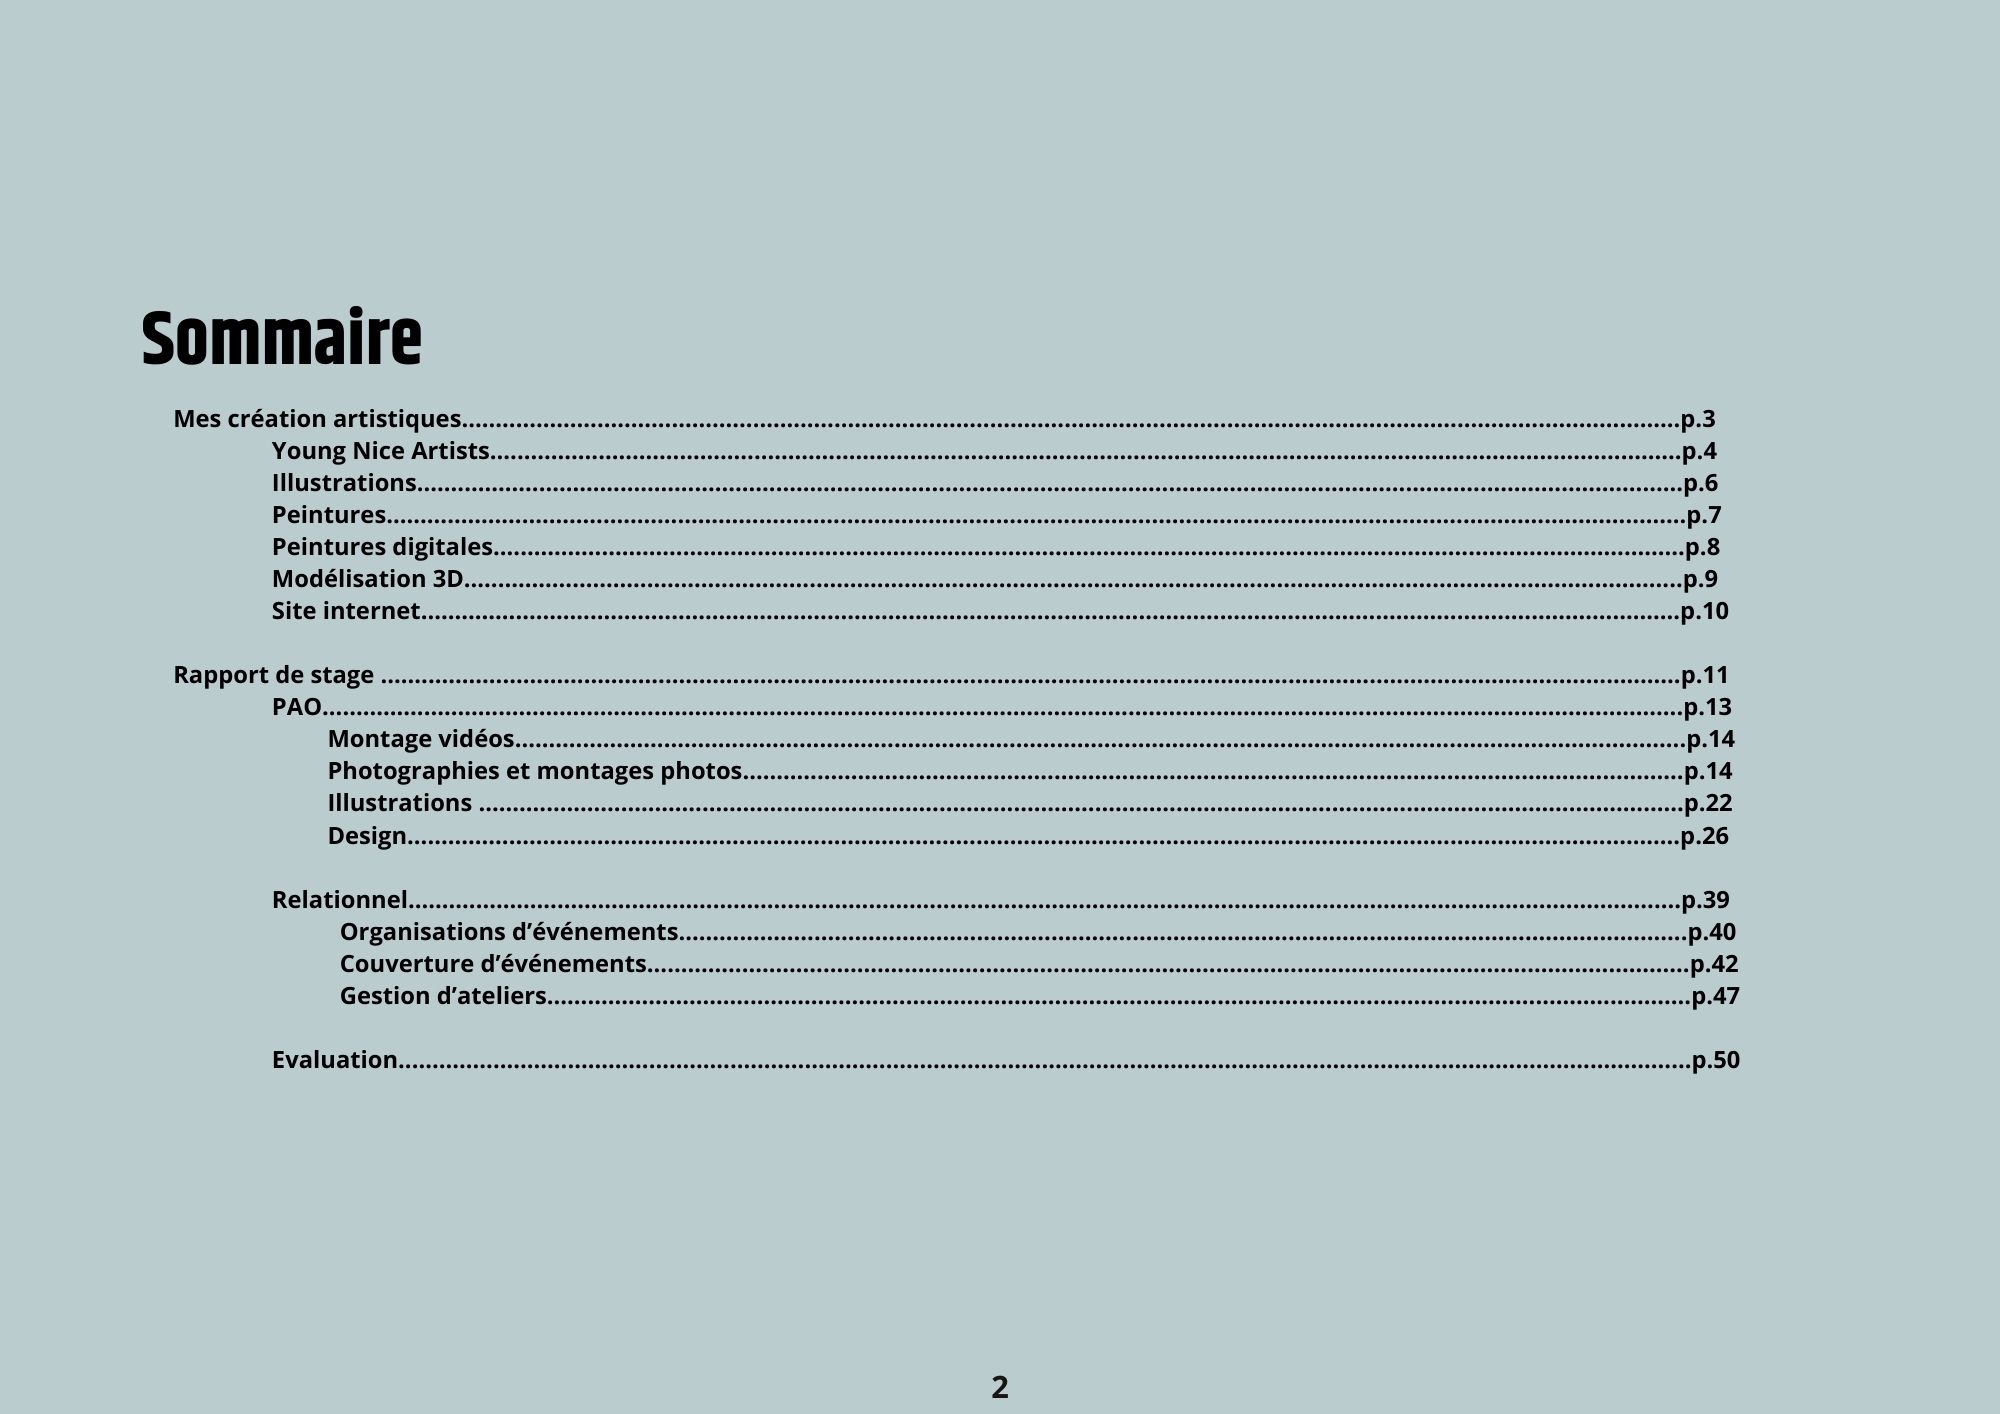 Sommaire
Mes création artistiques........................................................................................................p.3
Young Nice Artists........................................................................................................p.4
Illustrations........................................................................................................p.6
Peintures........................................................................................................p.7
Peintures digitales........................................................................................................p.8
Modélisation 3D........................................................................................................p.9
Site internet........................................................................................................p.10
Rapport de stage ........................................................................................................p.11
PAO........................................................................................................p.13
Montage vidéos........................................................................................................p.14
Photographies et montages photos........................................................................................................p.14
Illustrations ........................................................................................................p.22
Design........................................................................................................p.26
Relationnel........................................................................................................p.39
Organisations d’événements........................................................................................................p.40
Couverture d’événements........................................................................................................p.42
Gestion d’ateliers........................................................................................................p.47
Evaluation........................................................................................................p.50
2